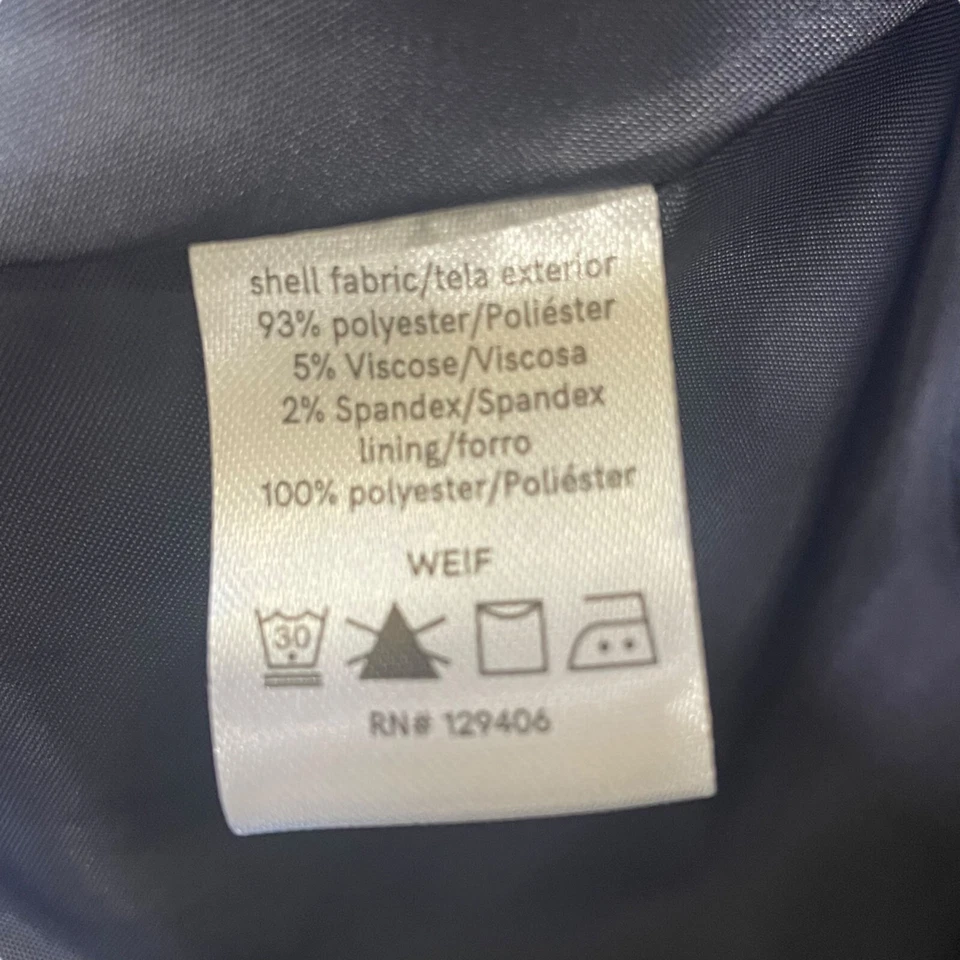 shell fabric/tela exterior
93% polyester/Poliéster
5% Viscose/Viscosa
2% Spandex/Spandex
lining/forro
100% polyester/Poliéster
WEIF
30
RN# 129406